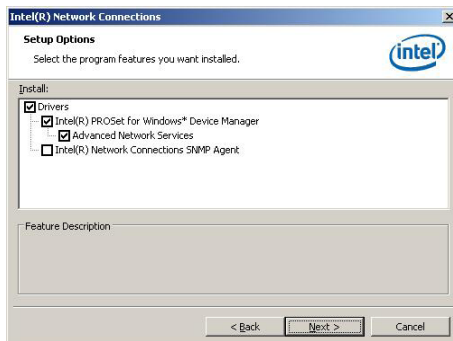 Intel(R) Network Connections
Setup Options
Select the program features you want installed.
intel
Install:
Drivers
Intel(R) PROSet for Windows* Device Manager
Advanced Network Services
Intel(R) Network Connections SNMP Agent
Feature Description
< Back
Next >
Cancel